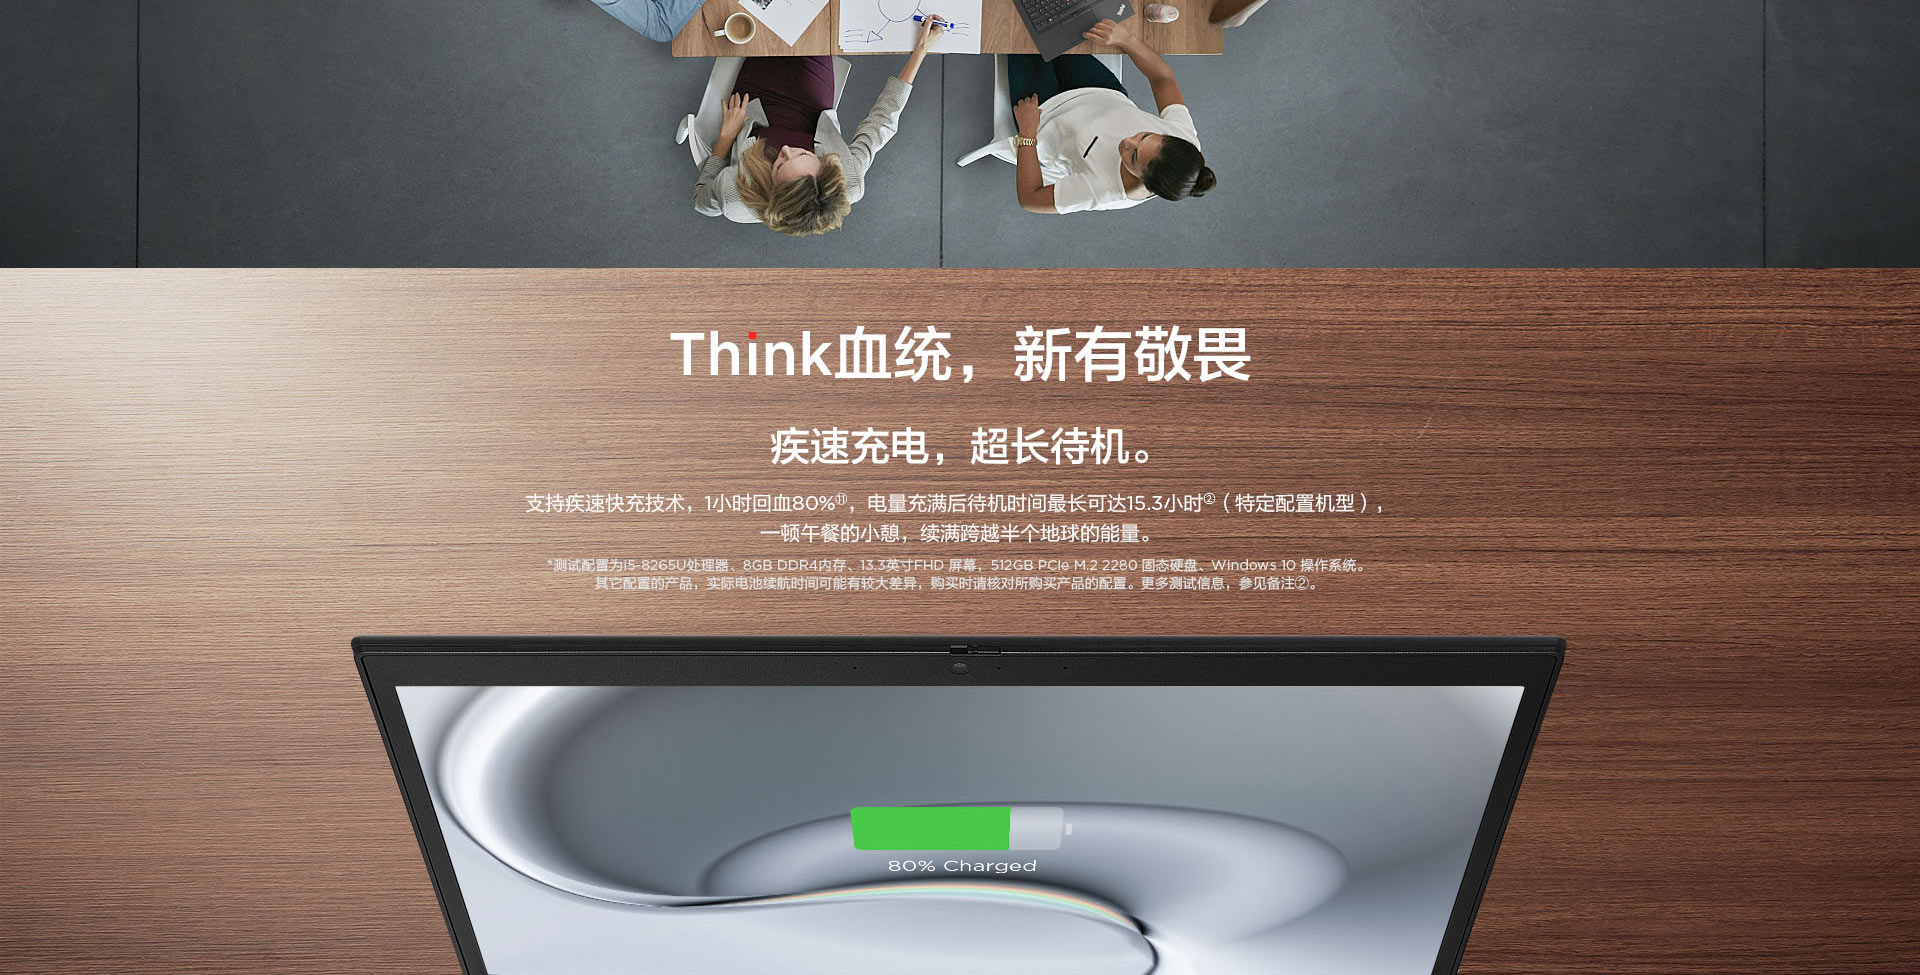 Think血统，新有敬畏
疾速充电，超长待机。
支持疾速快充技术，1小时回血80%⑪，电量充满后待机时间最长可达15.3小时②（特定配置机型），
一顿午餐的小憩，续满跨越半个地球的能量。
*测试配置为i5-8265U处理器、8GB DDR4内存、13.3英寸FHD 屏幕，512GB PCIe M.2 2280 固态硬盘、Windows 10 操作系统。
其它配置的产品，实际电池续航时间可能有较大差异，购买时请核对所购买产品的配置。更多测试信息，参见备注②。
80% Charged